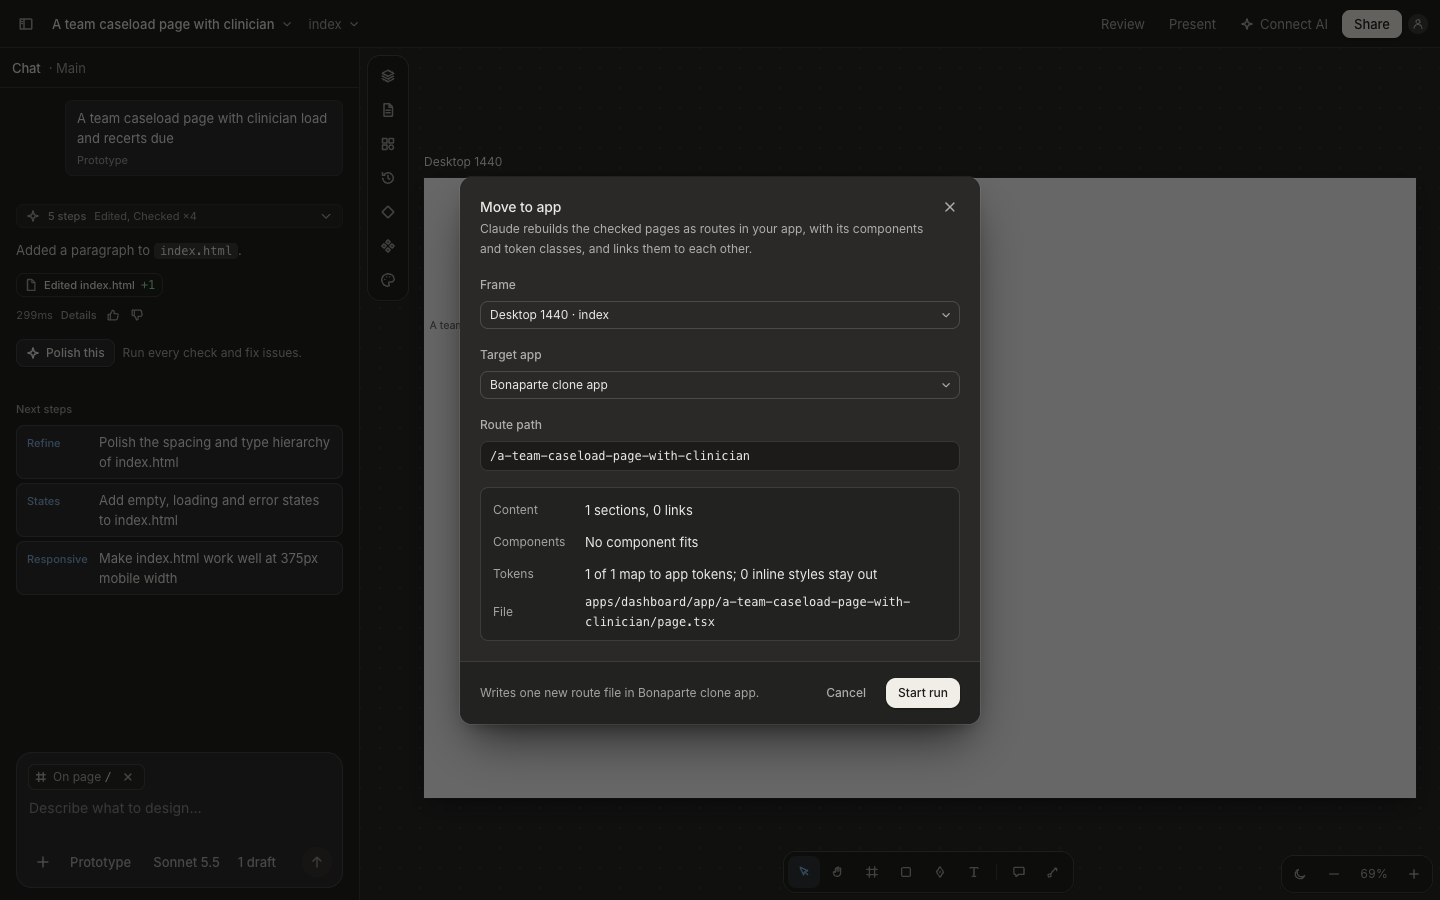 A team caseload page with clinician
index
Review
Present
Connect AI
Share
Chat · Main
A team caseload page with clinician load
and recerts due
Prototype
5 steps Edited, Checked ×4
Added a paragraph to index.html.
Edited index.html +1
299ms Details
Polish this Run every check and fix issues.
Next steps
Refine Polish the spacing and type hierarchy
of index.html
States Add empty, loading and error states
to index.html
Responsive Make index.html work well at 375px
mobile width
On page /
Describe what to design...
Prototype Sonnet 5.5 1 draft
Desktop 1440
A team
Move to app
Claude rebuilds the checked pages as routes in your app, with its components
and token classes, and links them to each other.
Frame
Desktop 1440 · index
Target app
Bonaparte clone app
Route path
/a-team-caseload-page-with-clinician
Content 1 sections, 0 links
Components No component fits
Tokens 1 of 1 map to app tokens; 0 inline styles stay out
File apps/dashboard/app/a-team-caseload-page-with-
clinician/page.tsx
Writes one new route file in Bonaparte clone app.
Cancel
Start run
69%